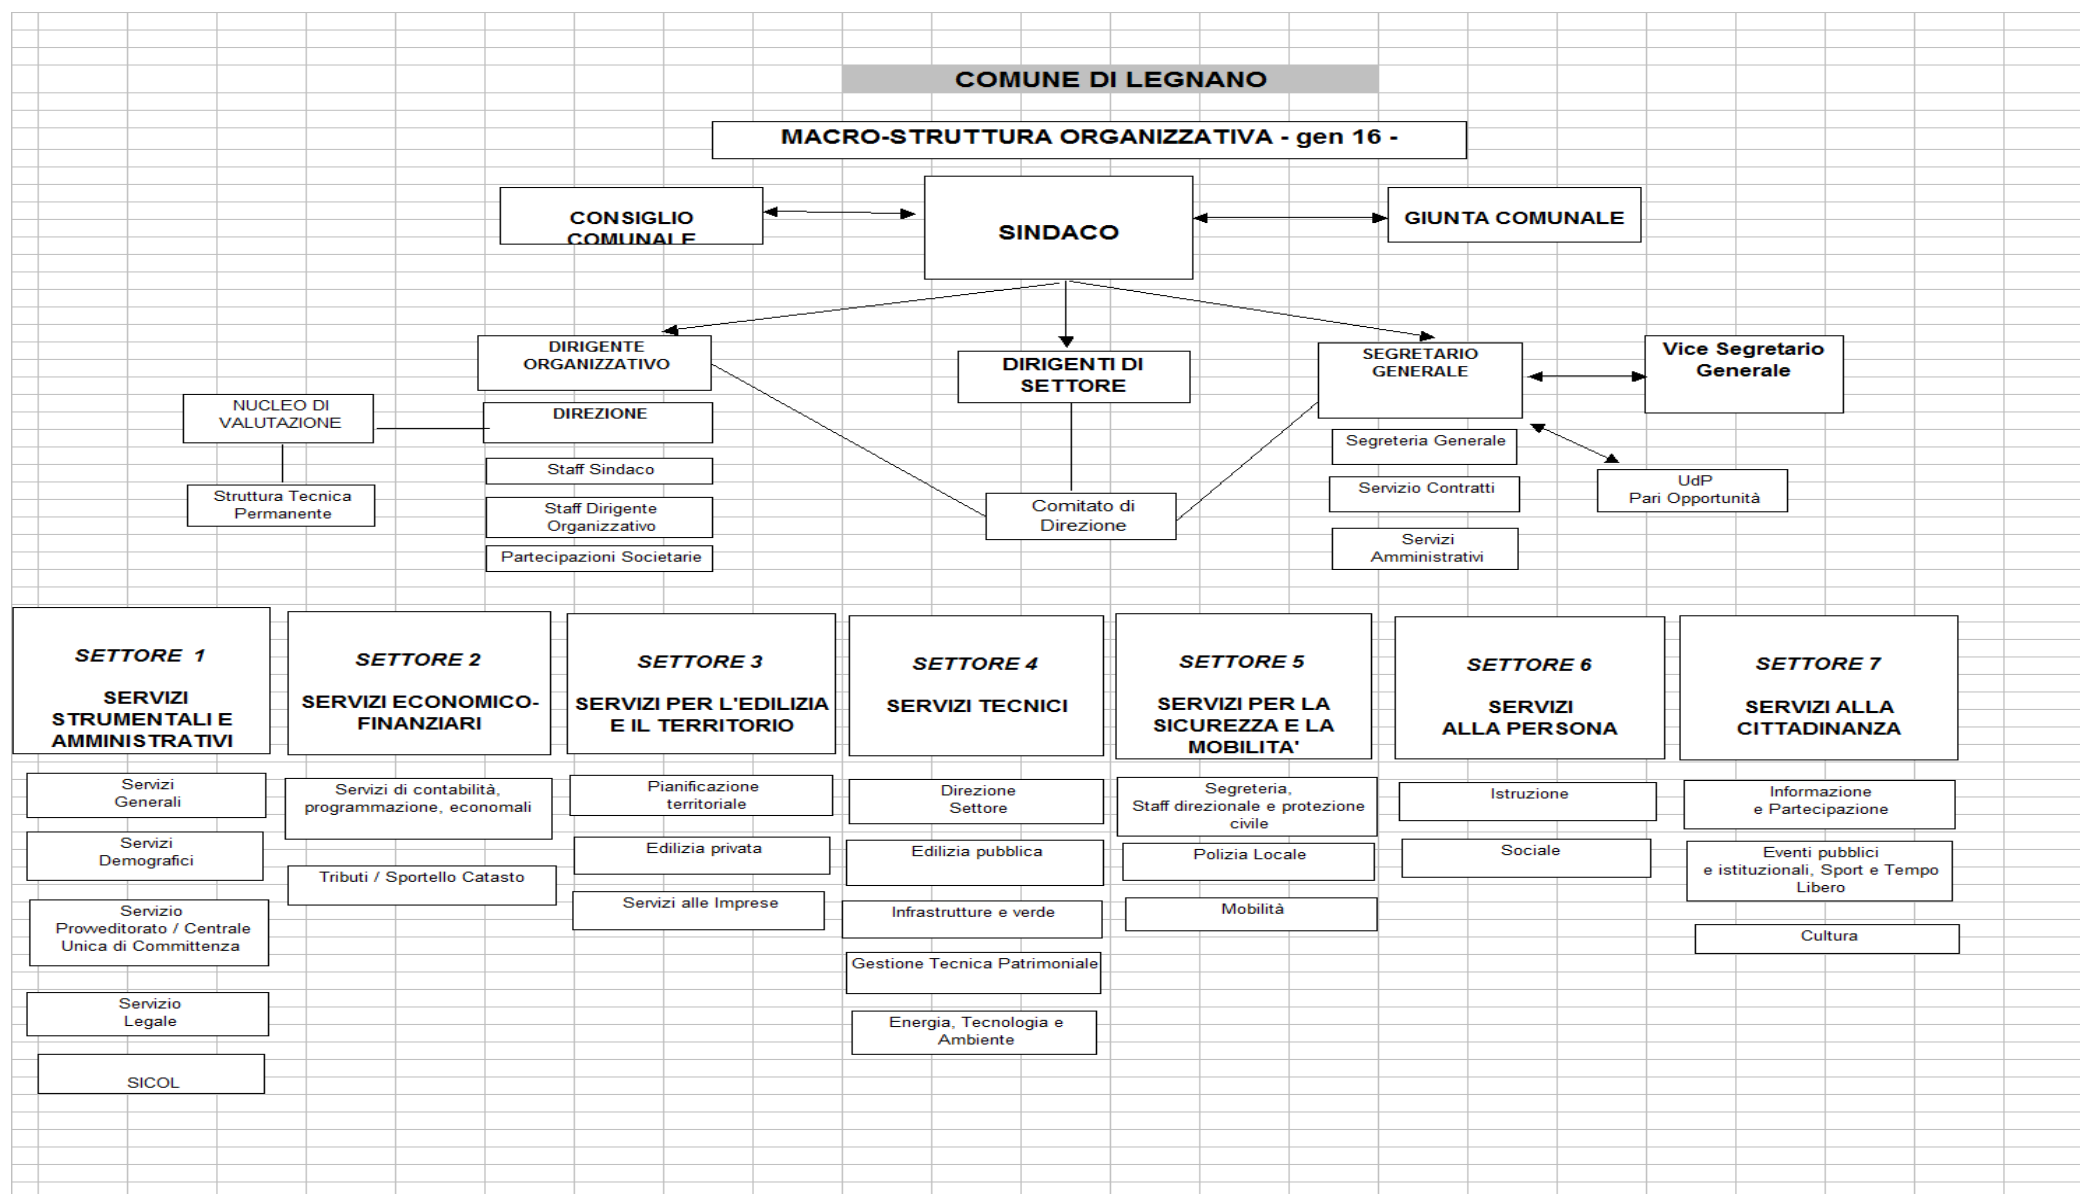 COMUNE DI LEGNANO
MACRO-STRUTTURA ORGANIZZATIVA - gen 16 -
CONSIGLIO
COMUNALE
SINDACO
GIUNTA COMUNALE
DIRIGENTE
ORGANIZZATIVO
DIRIGENTI DI
SETTORE
SEGRETARIO
GENERALE
Vice Segretario
Generale
NUCLEO DI
VALUTAZIONE
DIREZIONE
Segreteria Generale
Staff Sindaco
Struttura Tecnica
Permanente
Staff Dirigente
Organizzativo
Comitato di
Direzione
Servizio Contratti
UdP
Pari Opportunità
Partecipazioni Societarie
Servizi
Amministrativi
SETTORE 1
SERVIZI
STRUMENTALI E
AMMINISTRATIVI
SETTORE 2
SERVIZI ECONOMICO-
FINANZIARI
SETTORE 3
SERVIZI PER L'EDILIZIA
E IL TERRITORIO
SETTORE 4
SERVIZI TECNICI
SETTORE 5
SERVIZI PER LA
SICUREZZA E LA
MOBILITA'
SETTORE 6
SERVIZI
ALLA PERSONA
SETTORE 7
SERVIZI ALLA
CITTADINANZA
Servizi
Generali
Servizi
Demografici
Servizio
Provveditorato / Centrale
Unica di Committenza
Servizio
Legale
SICOL
Servizi di contabilità,
programmazione, economali
Tributi / Sportello Catasto
Pianificazione
territoriale
Edilizia privata
Servizi alle Imprese
Direzione
Settore
Edilizia pubblica
Infrastrutture e verde
Gestione Tecnica Patrimoniale
Energia, Tecnologia e
Ambiente
Segreteria,
Staff direzionale e protezione
civile
Polizia Locale
Mobilità
Istruzione
Sociale
Informazione
e Partecipazione
Eventi pubblici
e istituzionali, Sport e Tempo
Libero
Cultura